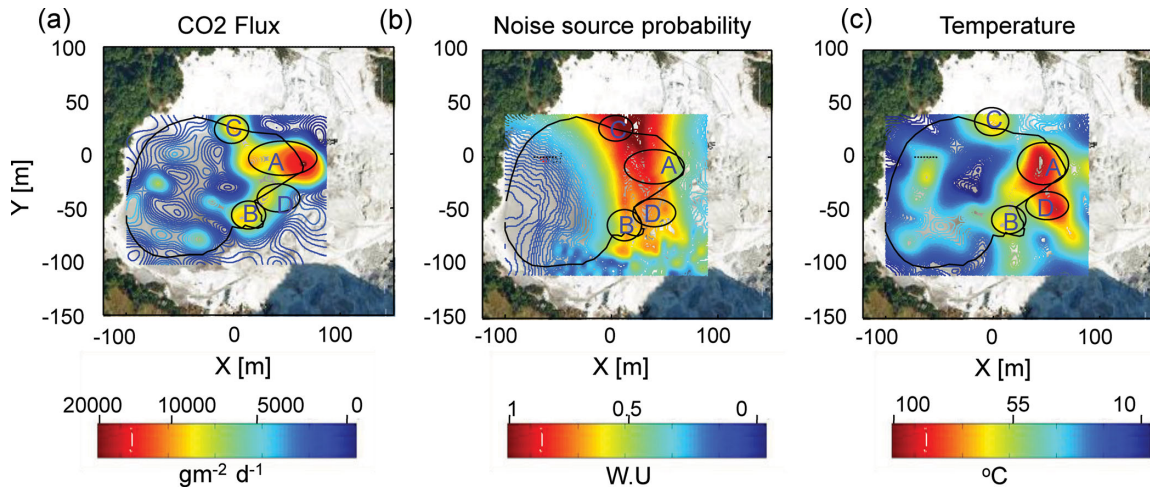 (a) CO2 Flux
(b) Noise source probability
(c) Temperature
100
50
0
-50
-100
-150
Y [m]
-100 0 100
X [m]
A
B
C
D
20000 10000 5000 0
gm⁻² d⁻¹
100
50
0
-50
-100
-150
-100 0 100
X [m]
A
B
C
D
1 0.5 0
W.U
100
50
0
-50
-100
-150
-100 0 100
X [m]
A
B
C
D
100 55 10
ºC